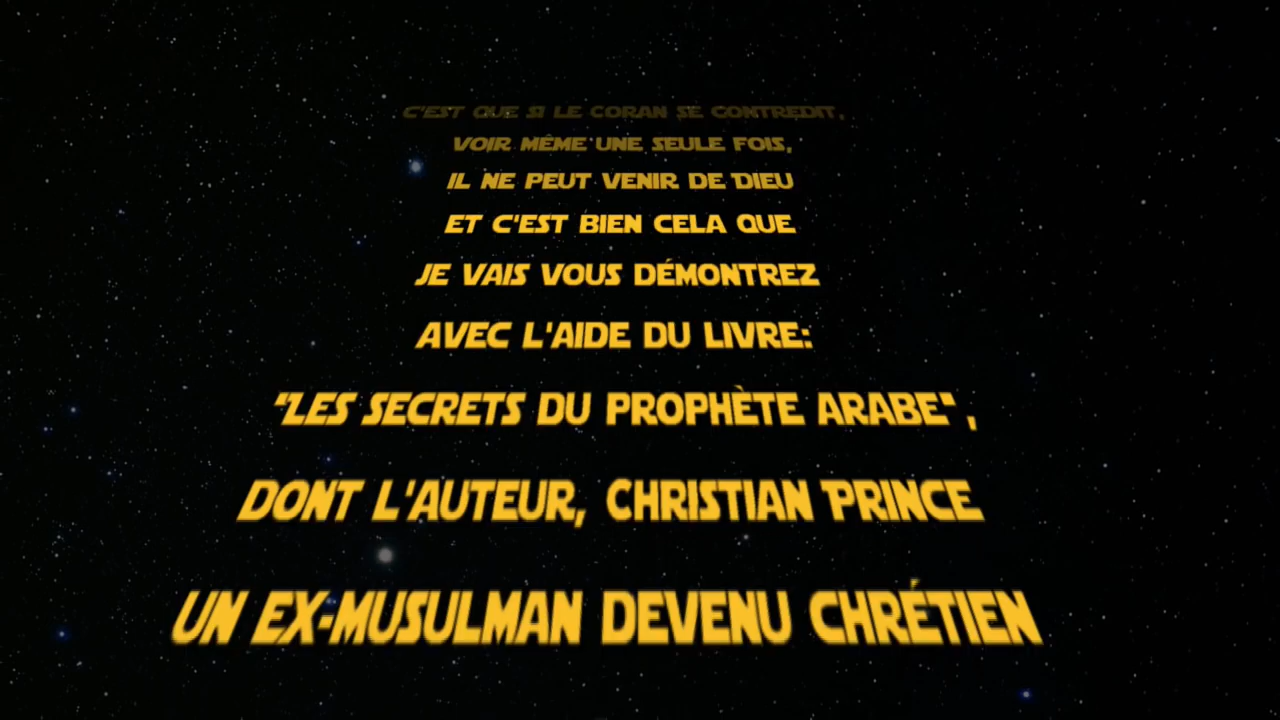 C'EST QUE SI LE CORAN SE CONTREDIT,
VOIR MÊME UNE SEULE FOIS,
IL NE PEUT VENIR DE DIEU
ET C'EST BIEN CELA QUE
JE VAIS VOUS DÉMONTREZ
AVEC L'AIDE DU LIVRE:
"LES SECRETS DU PROPHÈTE ARABE" ,
DONT L'AUTEUR, CHRISTIAN PRINCE
UN EX-MUSULMAN DEVENU CHRÉTIEN